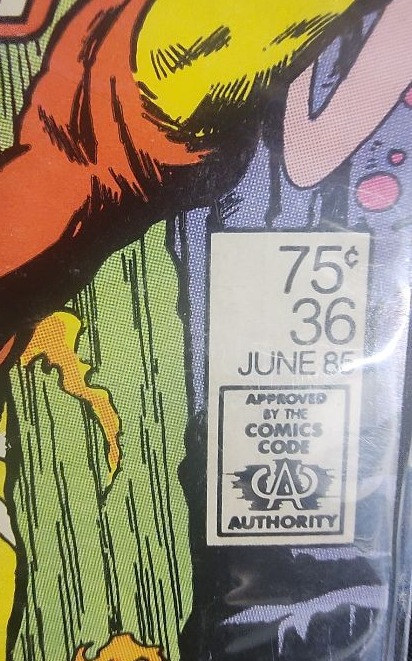 75¢
36
JUNE 85
APPROVED
BY THE
COMICS
CODE
CA
AUTHORITY